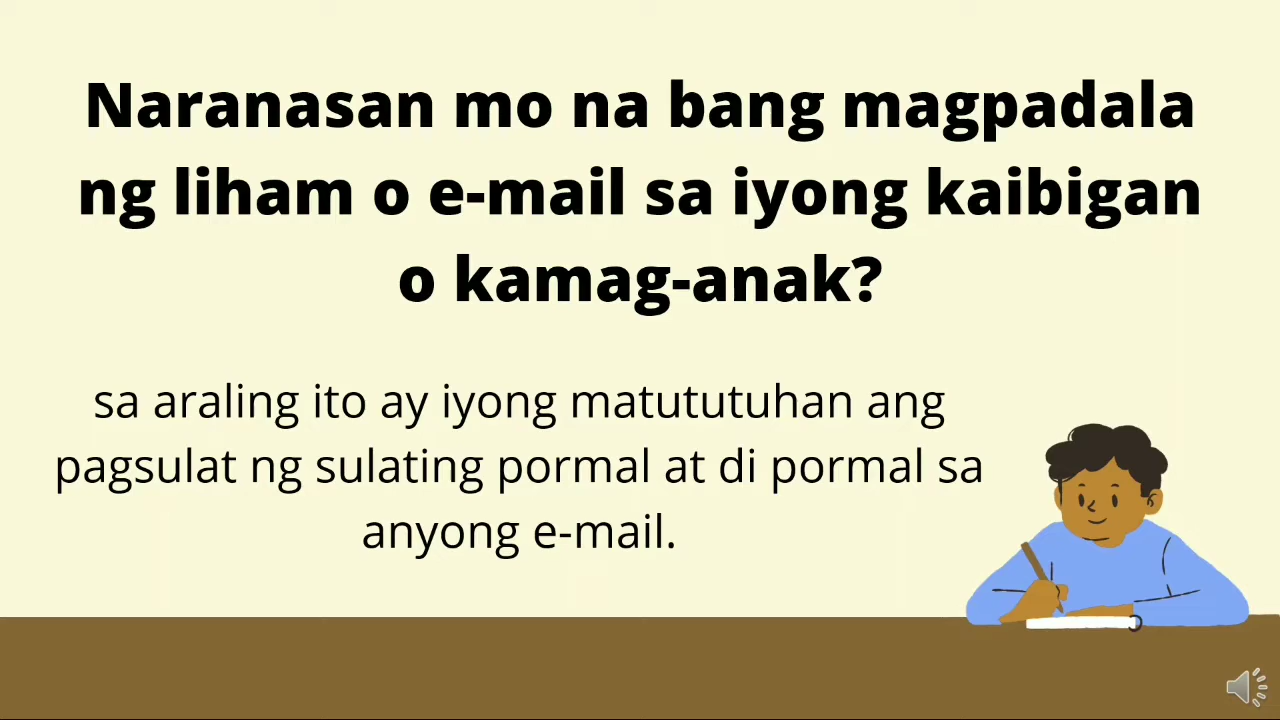 Naranasan mo na bang magpadala
ng liham o e-mail sa iyong kaibigan
o kamag-anak?
sa araling ito ay iyong matututuhan ang
pagsulat ng sulating pormal at di pormal sa
anyong e-mail.